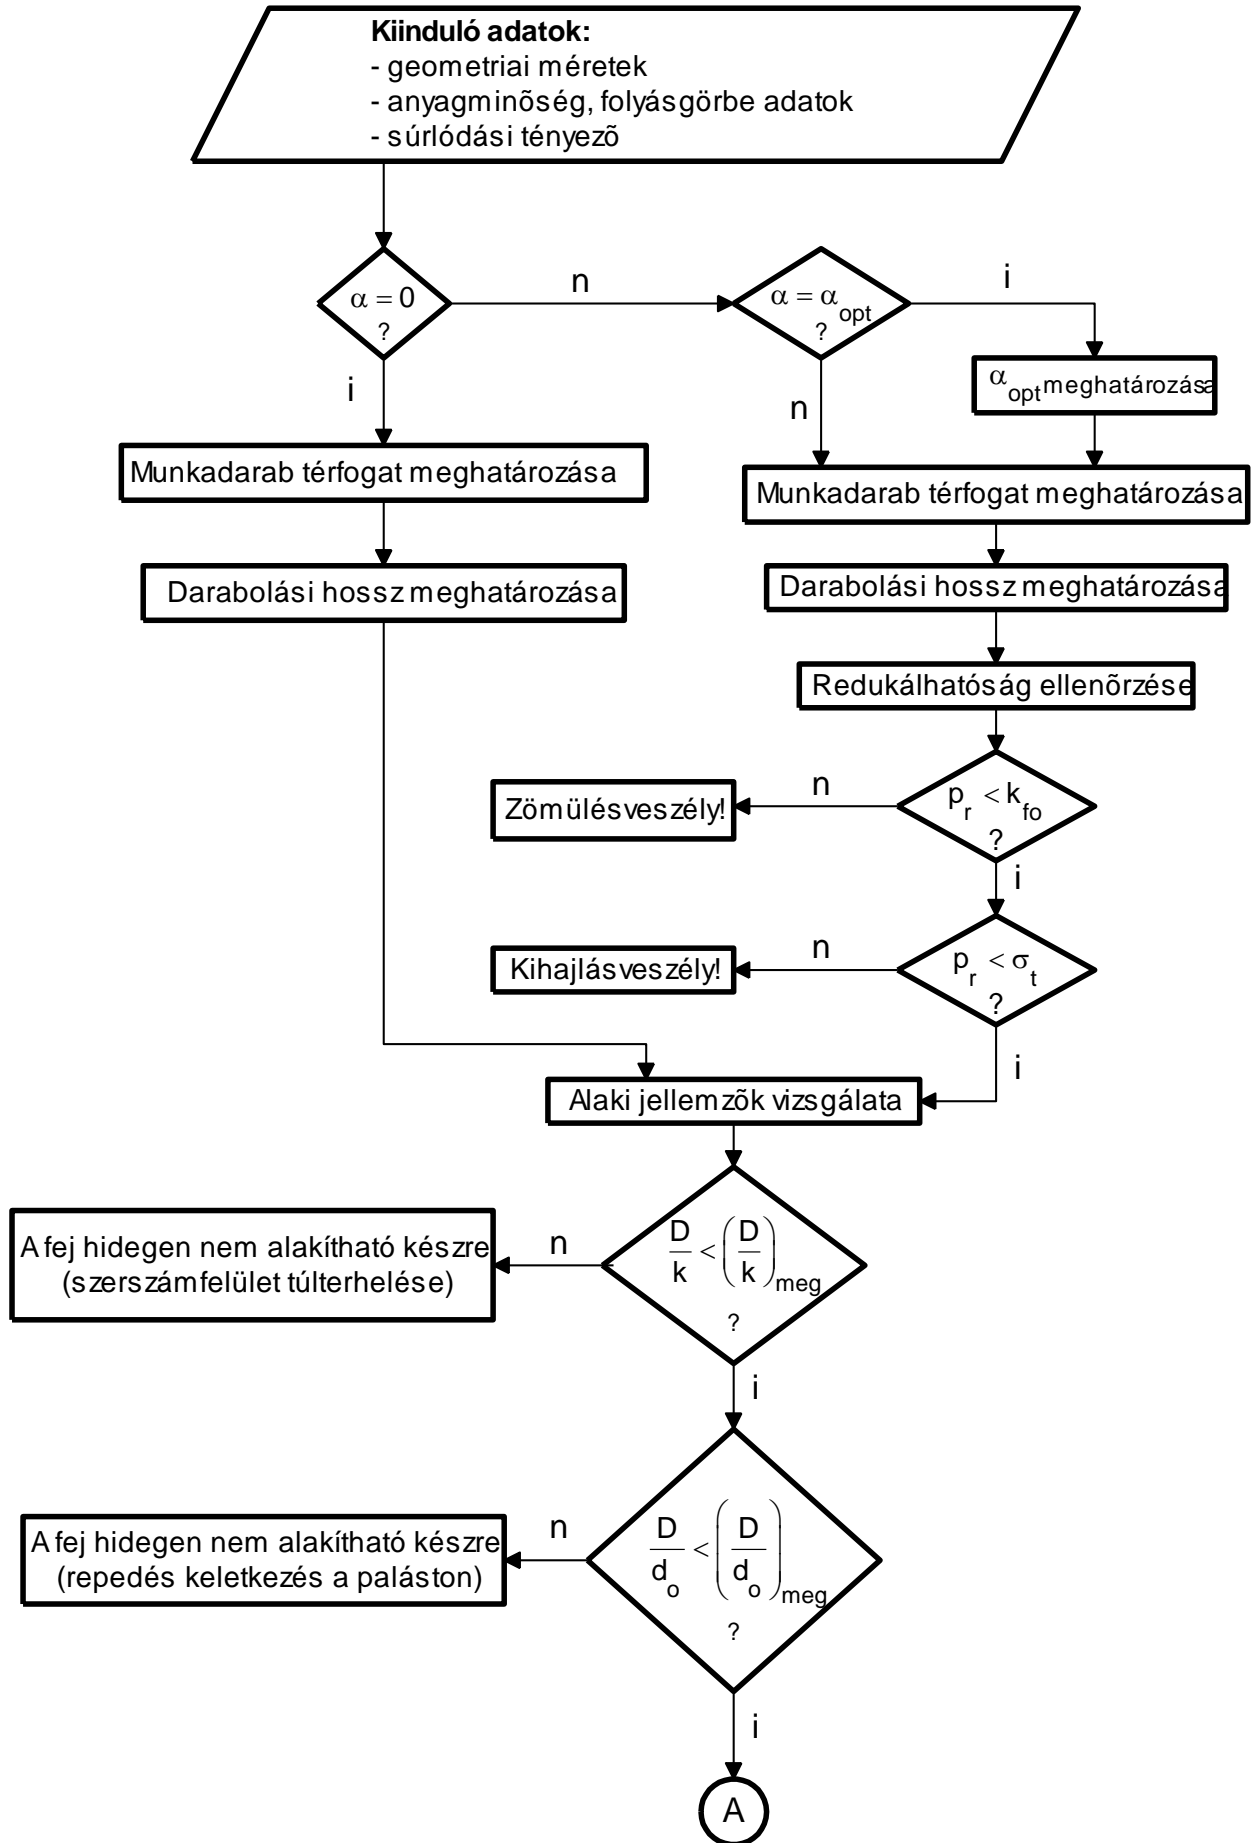 Kiinduló adatok:
- geometriai méretek
- anyagminõség, folyásgörbe adatok
- súrlódási tényezõ
α = 0
?
n
α = α_opt
?
i
i
n
α_opt meghatározása
Munkadarab térfogat meghatározása
Munkadarab térfogat meghatározása
Darabolási hossz meghatározása
Darabolási hossz meghatározása
Redukálhatóság ellenõrzése
p_r < k_fo
?
n
Zömülésveszély!
i
p_r < σ_t
?
n
Kihajlásveszély!
i
Alaki jellemzõk vizsgálata
D/k < (D/k)_meg
?
n
A fej hidegen nem alakítható készre
(szerszámfelület túlterhelése)
i
D/d_o < (D/d_o)_meg
?
n
A fej hidegen nem alakítható készre
(repedés keletkezés a paláston)
i
A